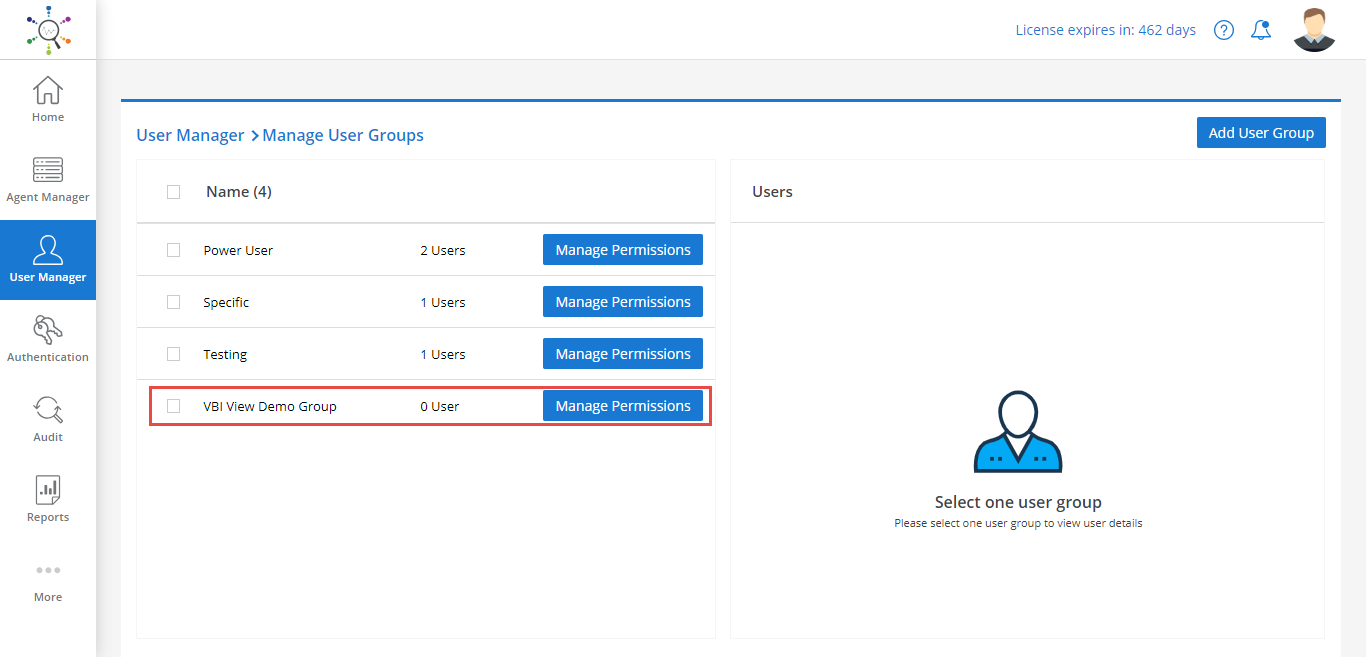 License expires in: 462 days
Home
Agent Manager
User Manager
Authentication
Audit
Reports
More
User Manager > Manage User Groups
Add User Group
Name (4)
Power User 2 Users Manage Permissions
Specific 1 Users Manage Permissions
Testing 1 Users Manage Permissions
VBI View Demo Group 0 User Manage Permissions
Users
Select one user group
Please select one user group to view user details